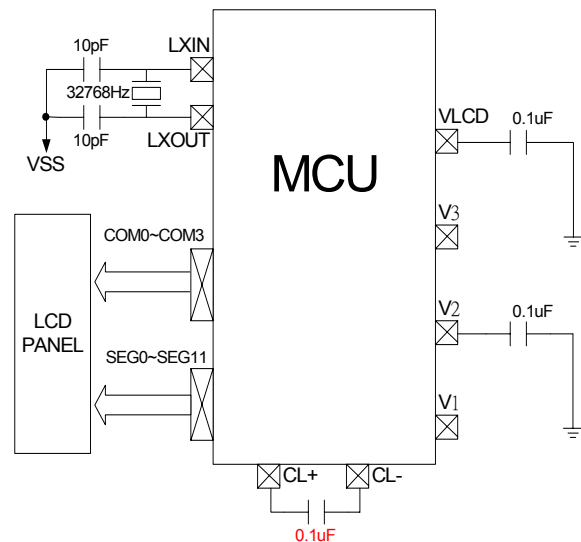 LXIN
10pF
32768Hz
10pF
LXOUT
VSS
MCU
VLCD
0.1uF
V3
COM0~COM3
LCD
PANEL
V2
0.1uF
SEG0~SEG11
V1
CL+
CL-
0.1uF